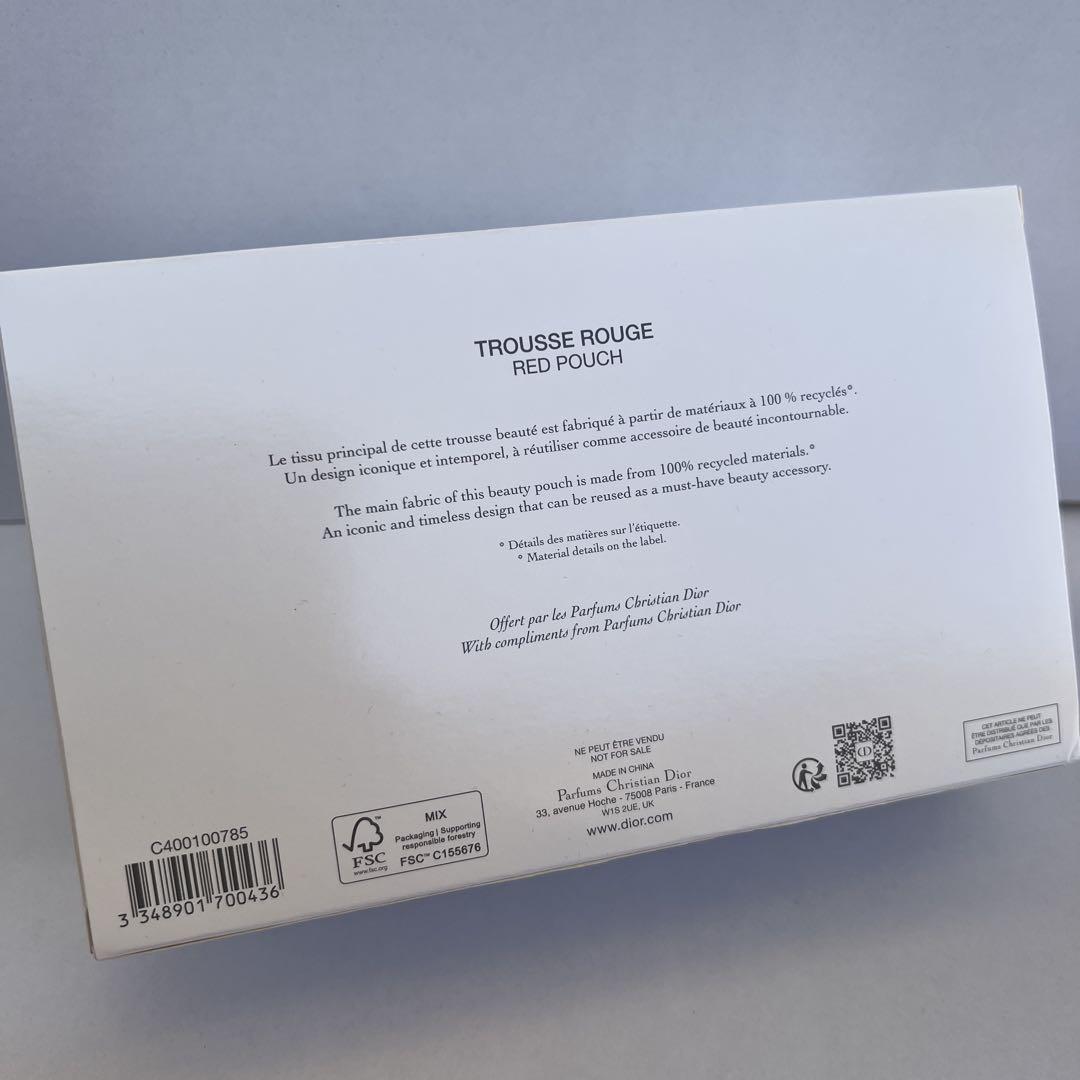 TROUSSE ROUGE
RED POUCH
Le tissu principal de cette trousse beauté est fabriqué à partir de matériaux à 100 % recyclés°.
Un design iconique et intemporel, à réutiliser comme accessoire de beauté incontournable.
The main fabric of this beauty pouch is made from 100% recycled materials.°
An iconic and timeless design that can be reused as a must-have beauty accessory.
° Détails des matières sur l'étiquette.
° Material details on the label.
Offert par les Parfums Christian Dior
With compliments from Parfums Christian Dior
NE PEUT ÊTRE VENDU
NOT FOR SALE
MADE IN CHINA
Parfums Christian Dior
33, avenue Hoche - 75008 Paris - France
W1S 2UE, UK
www.dior.com
CD
CET ARTICLE NE PEUT
ÊTRE DISTRIBUÉ QUE PAR LES
DÉPOSITAIRES AGRÉÉS DES
Parfums Christian Dior
MIX
Packaging | Supporting
responsible forestry
FSC™ C155676
FSC
www.fsc.org
C400100785
3 348901 700436